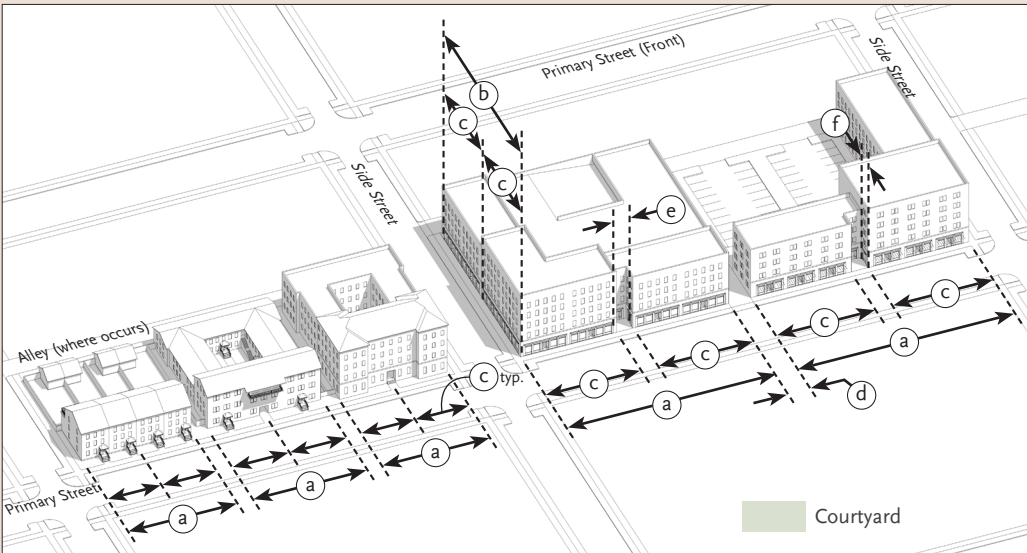 Primary Street (Front)
Side Street
b
c
f
c
Side Street
e
Alley (where occurs)
c
c
a
c typ.
c
c
d
a
a
a
Primary Street
a
Courtyard